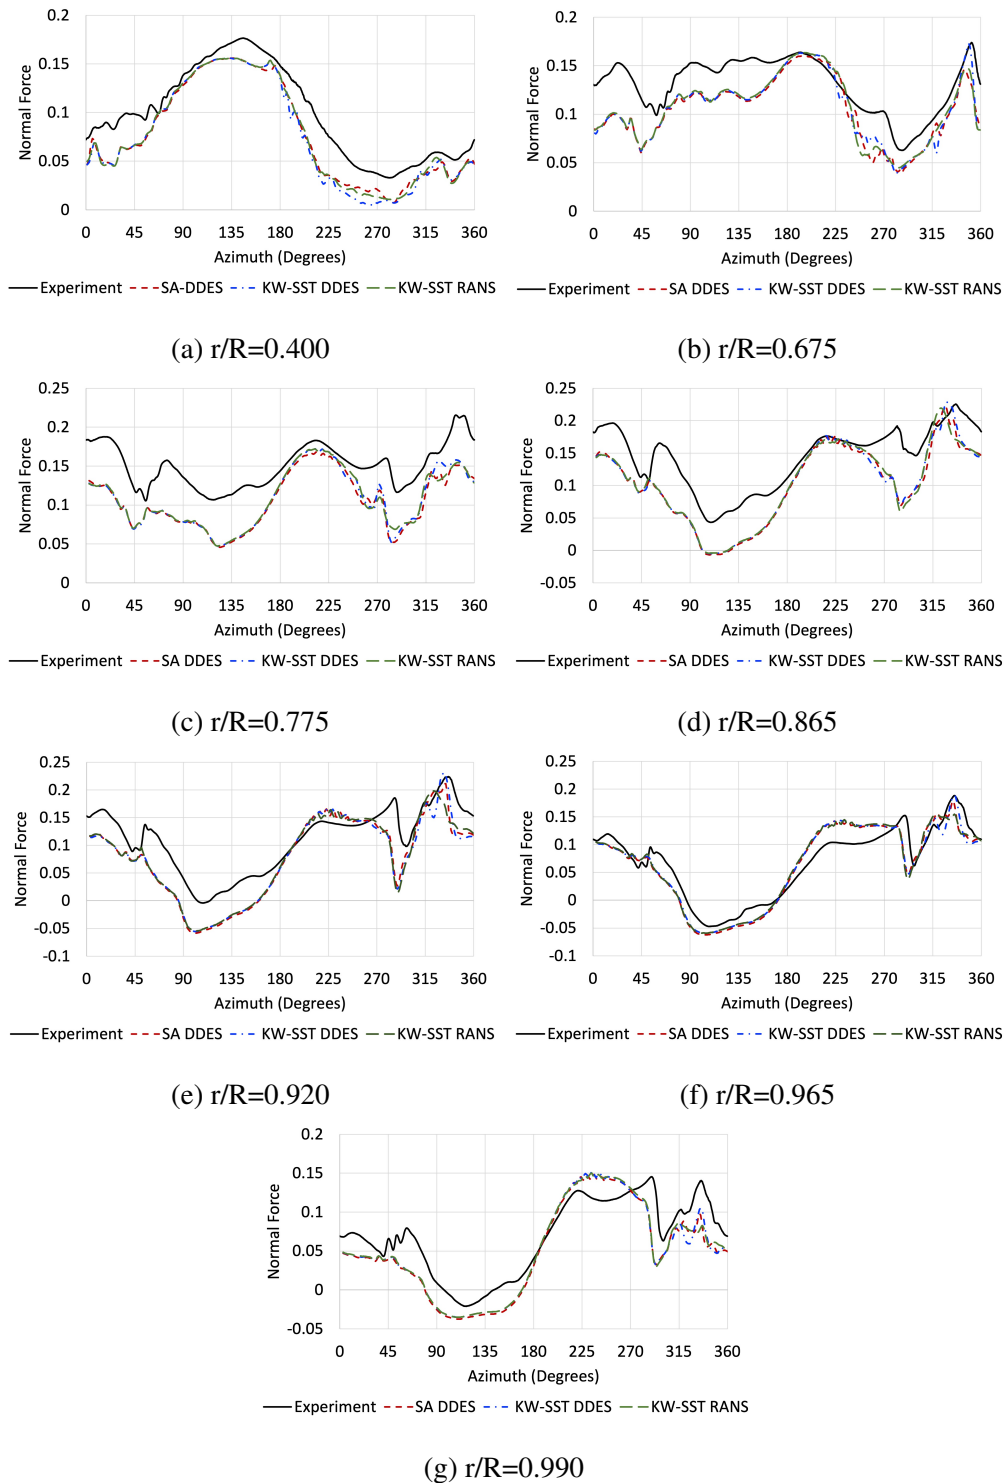 0.2
0.15
0.1
0.05
0
Normal Force
0 45 90 135 180 225 270 315 360
Azimuth (Degrees)
Experiment SA-DDES KW-SST DDES KW-SST RANS
(a) r/R=0.400
0.2
0.15
0.1
0.05
0
Normal Force
0 45 90 135 180 225 270 315 360
Azimuth (Degrees)
Experiment SA DDES KW-SST DDES KW-SST RANS
(b) r/R=0.675
0.25
0.2
0.15
0.1
0.05
0
Normal Force
0 45 90 135 180 225 270 315 360
Azimuth (Degrees)
Experiment SA DDES KW-SST DDES KW-SST RANS
(c) r/R=0.775
0.25
0.2
0.15
0.1
0.05
0
-0.05
Normal Force
0 45 90 135 180 225 270 315 360
Azimuth (Degrees)
Experiment SA DDES KW-SST DDES KW-SST RANS
(d) r/R=0.865
0.25
0.2
0.15
0.1
0.05
0
-0.05
-0.1
Normal Force
0 45 90 135 180 225 270 315 360
Azimuth (Degrees)
Experiment SA DDES KW-SST DDES KW-SST RANS
(e) r/R=0.920
0.25
0.2
0.15
0.1
0.05
0
-0.05
-0.1
Normal Force
0 45 90 135 180 225 270 315 360
Azimuth (Degrees)
Experiment SA DDES KW-SST DDES KW-SST RANS
(f) r/R=0.965
0.2
0.15
0.1
0.05
0
-0.05
Normal Force
0 45 90 135 180 225 270 315 360
Azimuth (Degrees)
Experiment SA DDES KW-SST DDES KW-SST RANS
(g) r/R=0.990